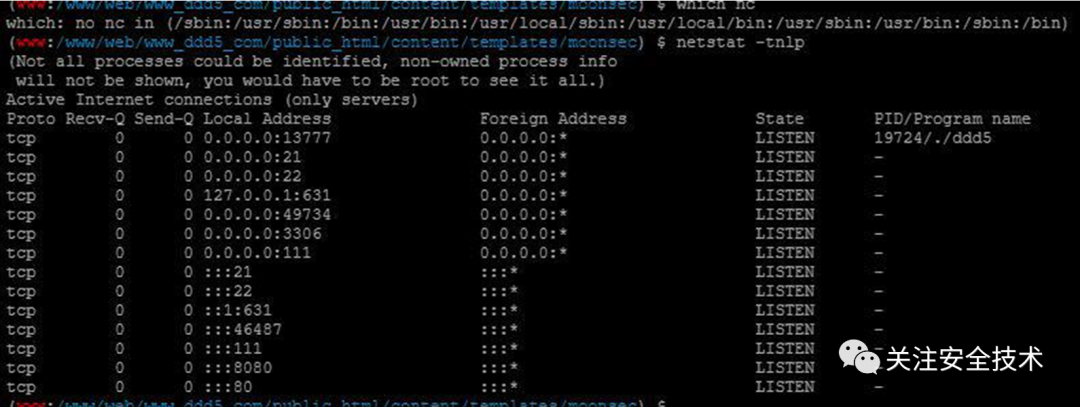 (www:/www/web/www_ddd5_com/public_html/content/templates/moonsec) $ which nc
which: no nc in (/sbin:/usr/sbin:/usr/bin:/usr/local/sbin:/usr/local/bin:/usr/sbin:/usr/bin:/sbin:/bin)
(www:/www/web/www_ddd5_com/public_html/content/templates/moonsec) $ netstat -tnlp
(Not all processes could be identified, non-owned process info
 will not be shown, you would have to be root to see it all.)
Active Internet connections (only servers)
Proto Recv-Q Send-Q Local Address Foreign Address State PID/Program name
tcp 0 0 0.0.0.0:13777 0.0.0.0:* LISTEN 19724/./ddd5
tcp 0 0 0.0.0.0:21 0.0.0.0:* LISTEN -
tcp 0 0 0.0.0.0:22 0.0.0.0:* LISTEN -
tcp 0 0 127.0.0.1:631 0.0.0.0:* LISTEN -
tcp 0 0 0.0.0.0:49734 0.0.0.0:* LISTEN -
tcp 0 0 0.0.0.0:3306 0.0.0.0:* LISTEN -
tcp 0 0 0.0.0.0:111 0.0.0.0:* LISTEN -
tcp 0 0 :::21 :::* LISTEN -
tcp 0 0 :::22 :::* LISTEN -
tcp 0 0 ::1:631 :::* LISTEN -
tcp 0 0 :::46487 :::* LISTEN -
tcp 0 0 :::111 :::* LISTEN -
tcp 0 0 :::8080 :::* LISTEN -
tcp 0 0 :::80 :::* LISTEN -
(www:/www/web/www_ddd5_com/public_html/content/templates/moonsec) $
关注安全技术